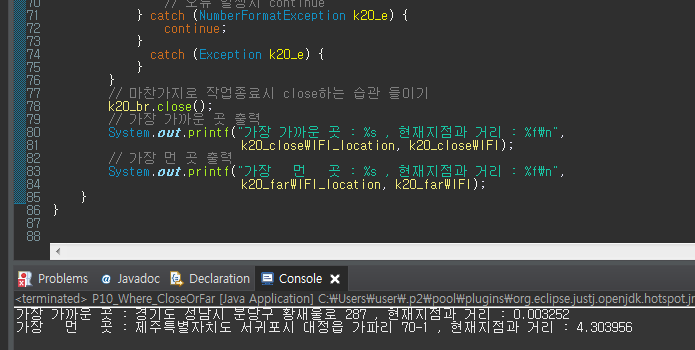 70 // 오류 발생시 continue
71 } catch (NumberFormatException k20_e) {
72 continue;
73 }
74 catch (Exception k20_e) {
75 }
76 }
77 // 마찬가지로 작업종료시 close하는 습관 들이기
78 k20_br.close();
79 // 가장 가까운 곳 출력
80 System.out.printf("가장 가까운 곳 : %s , 현재지점과 거리 : %f₩n",
81 k20_closeWIFI_location, k20_closeWIFI);
82 // 가장 먼 곳 출력
83 System.out.printf("가장 먼 곳 : %s , 현재지점과 거리 : %f₩n",
84 k20_farWIFI_location, k20_farWIFI);
85 }
86 }
87
88
Problems @ Javadoc Declaration Console
<terminated> P10_Where_CloseOrFar [Java Application] C:₩Users₩user₩.p2₩pool₩plugins₩org.eclipse.justj.openjdk.hotspot.jr
가장 가까운 곳 : 경기도 성남시 분당구 황새울로 287 , 현재지점과 거리 : 0.003252
가장 먼 곳 : 제주특별자치도 서귀포시 대정읍 가파리 70-1 , 현재지점과 거리 : 4.303956